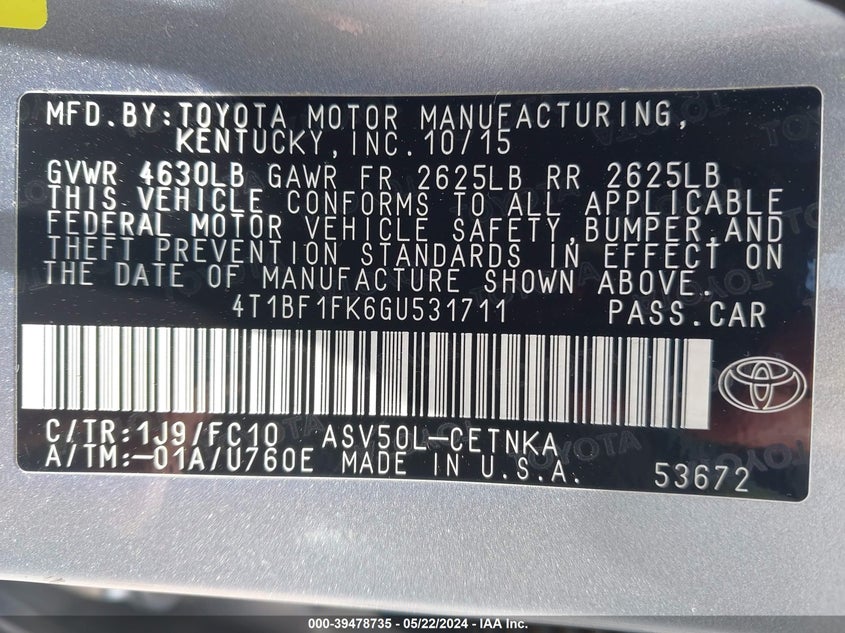 MFD.BY:TOYOTA MOTOR MANUFACTURING,
KENTUCKY,INC.10/15
GVWR 4630LB GAWR FR 2625LB RR 2625LB
THIS VEHICLE CONFORMS TO ALL APPLICABLE
FEDERAL MOTOR VEHICLE SAFETY,BUMPER,AND
THEFT PREVENTION STANDARDS IN EFFECT ON
THE DATE OF MANUFACTURE SHOWN ABOVE.
4T1BF1FK6GU531711 PASS.CAR
C/TR:1J9/FC10 ASV50L-CETNKA
A/TM:-01A/U760E MADE IN U.S.A.
53672
000-39478735 - 05/22/2024 - IAAI.COM